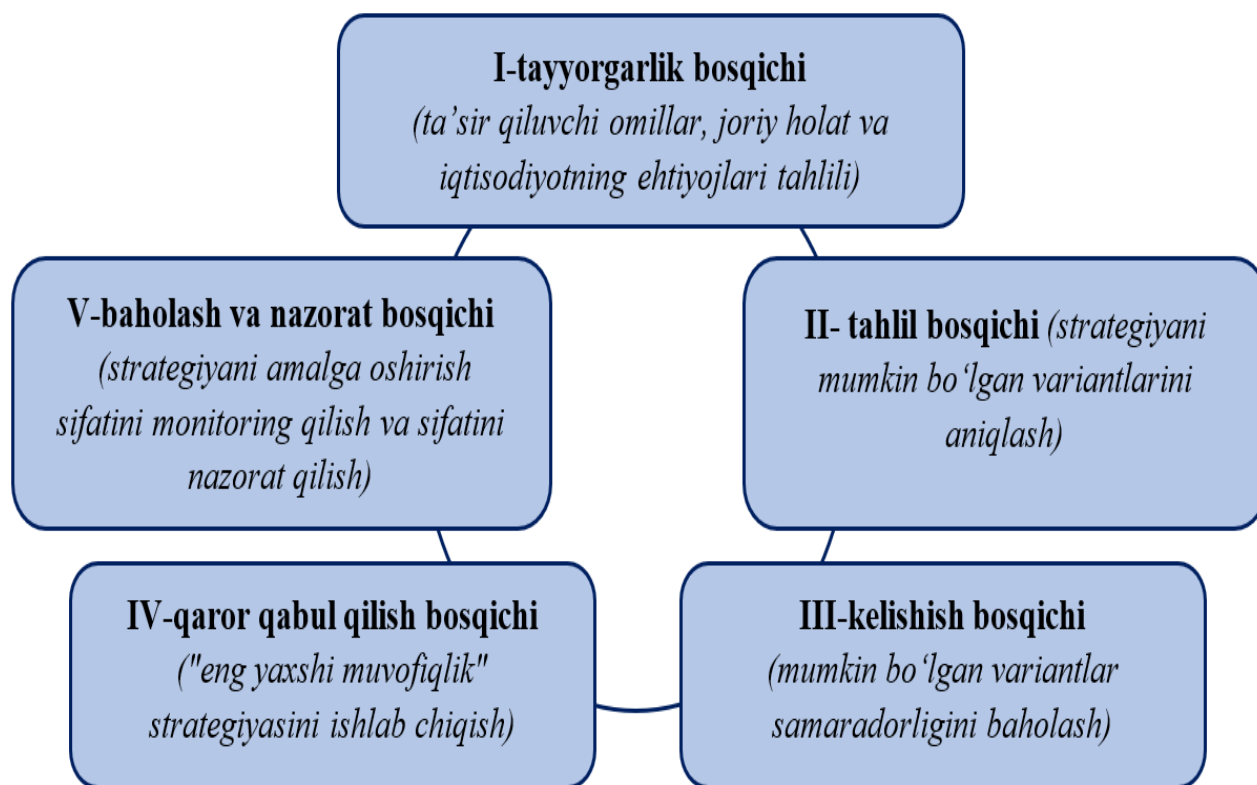 I-tayyorgarlik bosqichi
(ta’sir qiluvchi omillar, joriy holat va
iqtisodiyotning ehtiyojlari tahlili)
II- tahlil bosqichi (strategiyani
mumkin bo‘lgan variantlarini
aniqlash)
III-kelishish bosqichi
(mumkin bo‘lgan variantlar
samaradorligini baholash)
IV-qaror qabul qilish bosqichi
("eng yaxshi muvofiqlik"
strategiyasini ishlab chiqish)
V-baholash va nazorat bosqichi
(strategiyani amalga oshirish
sifatini monitoring qilish va sifatini
nazorat qilish)